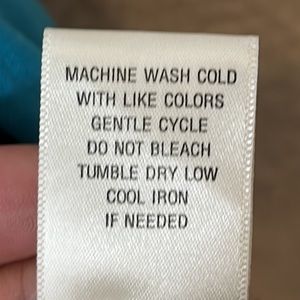 MACHINE WASH COLD
WITH LIKE COLORS
GENTLE CYCLE
DO NOT BLEACH
TUMBLE DRY LOW
COOL IRON
IF NEEDED